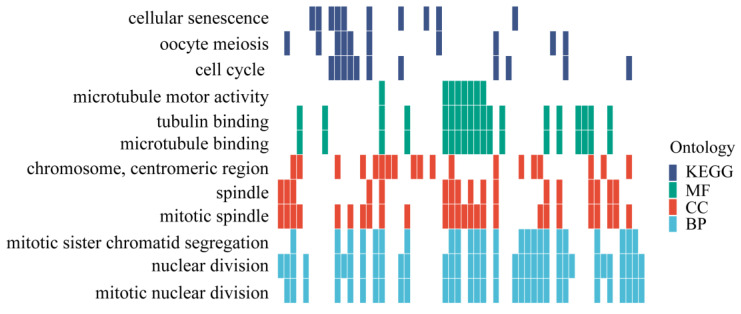 cellular senescence
oocyte meiosis
cell cycle
microtubule motor activity
tubulin binding
microtubule binding
chromosome, centromeric region
spindle
mitotic spindle
mitotic sister chromatid segregation
nuclear division
mitotic nuclear division
Ontology
KEGG
MF
CC
BP